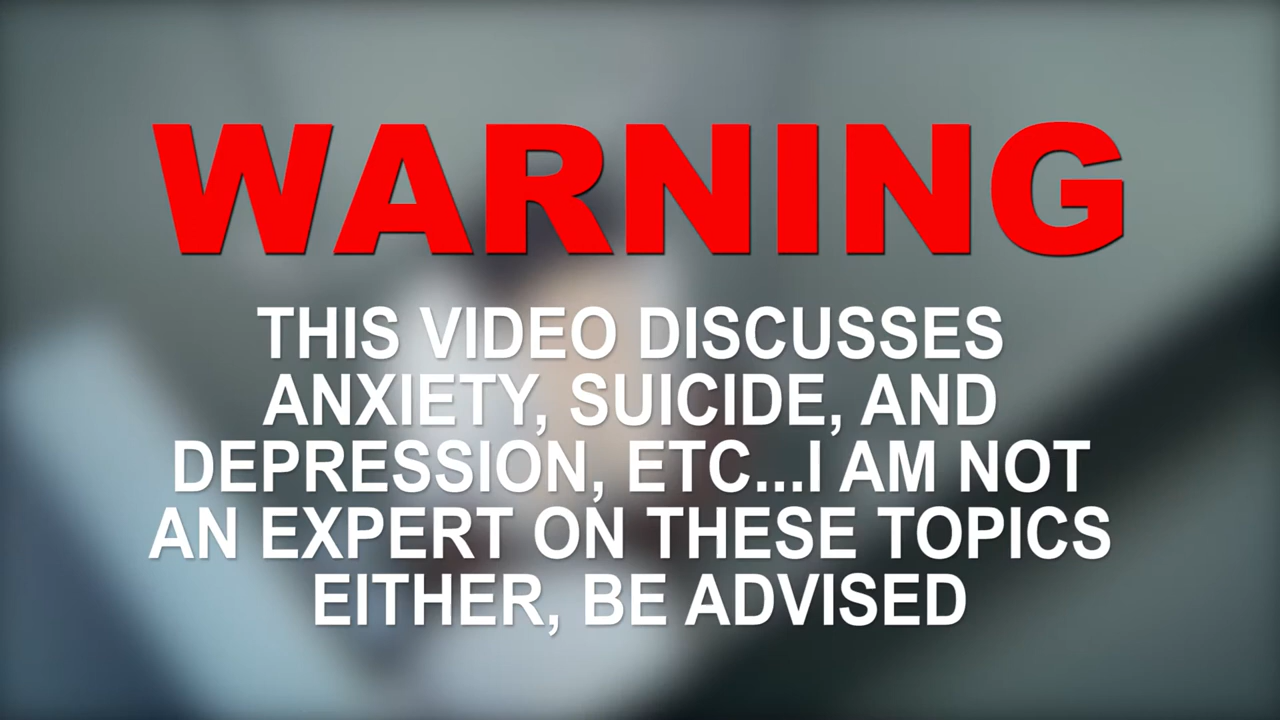 WARNING
THIS VIDEO DISCUSSES
ANXIETY, SUICIDE, AND
DEPRESSION, ETC...I AM NOT
AN EXPERT ON THESE TOPICS
EITHER, BE ADVISED